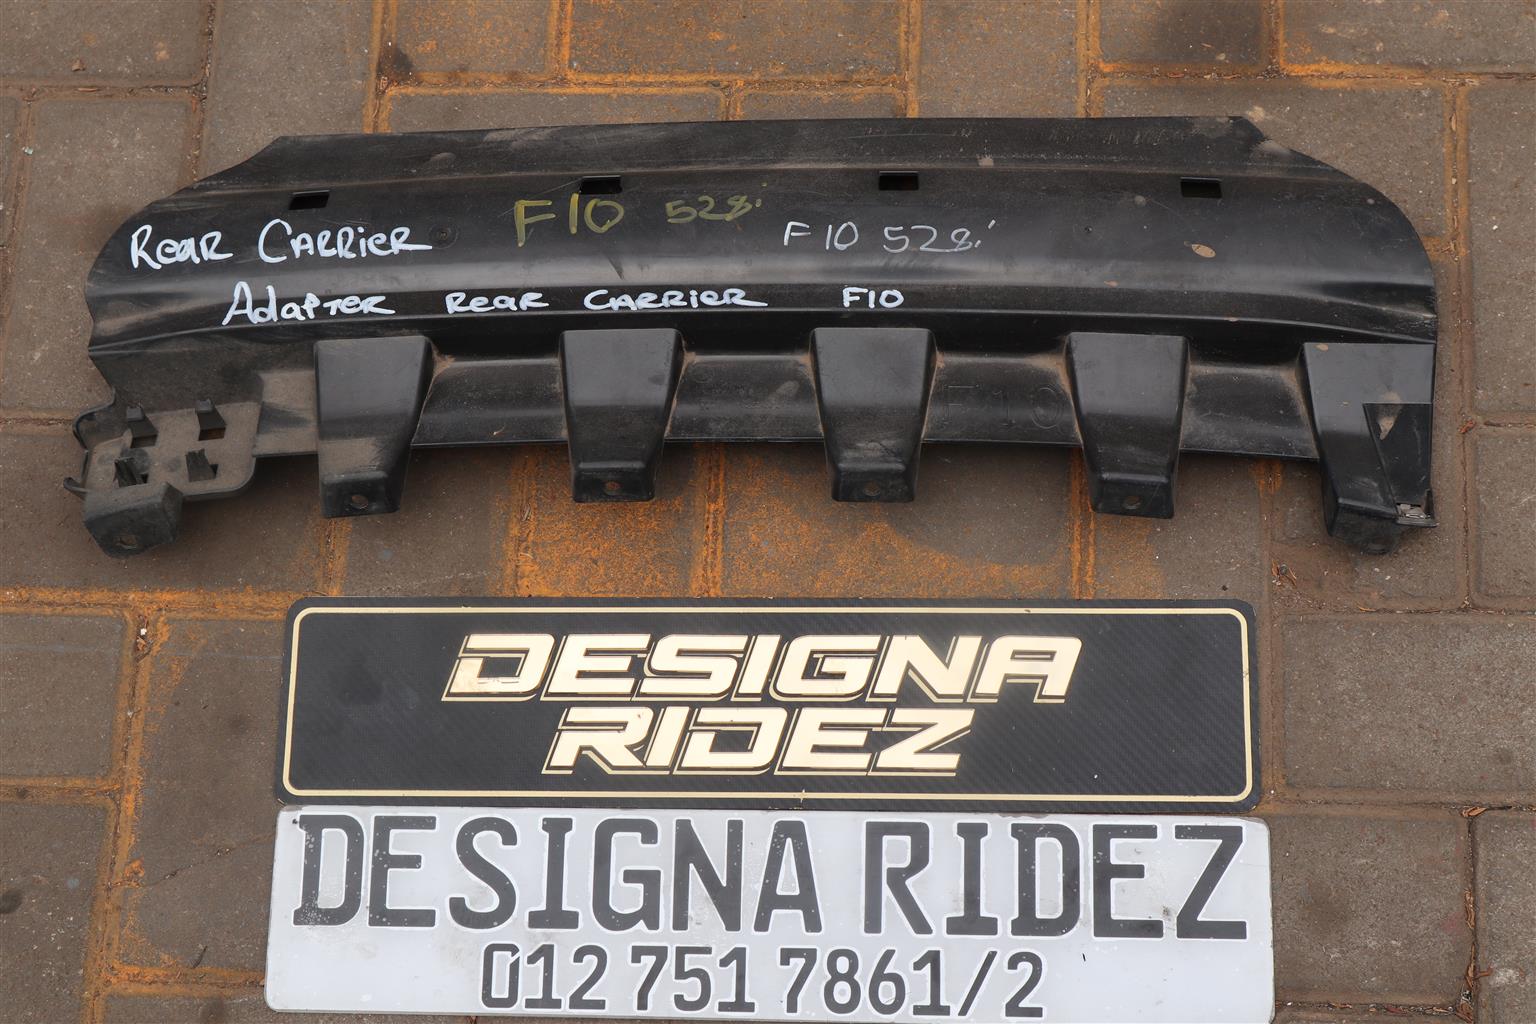 F10 528i
Rear Carrier
F10 528i
Adapter Rear Carrier F10
F10
DESIGNA
RIDEZ
DESIGNA RIDEZ
012 751 7861/2